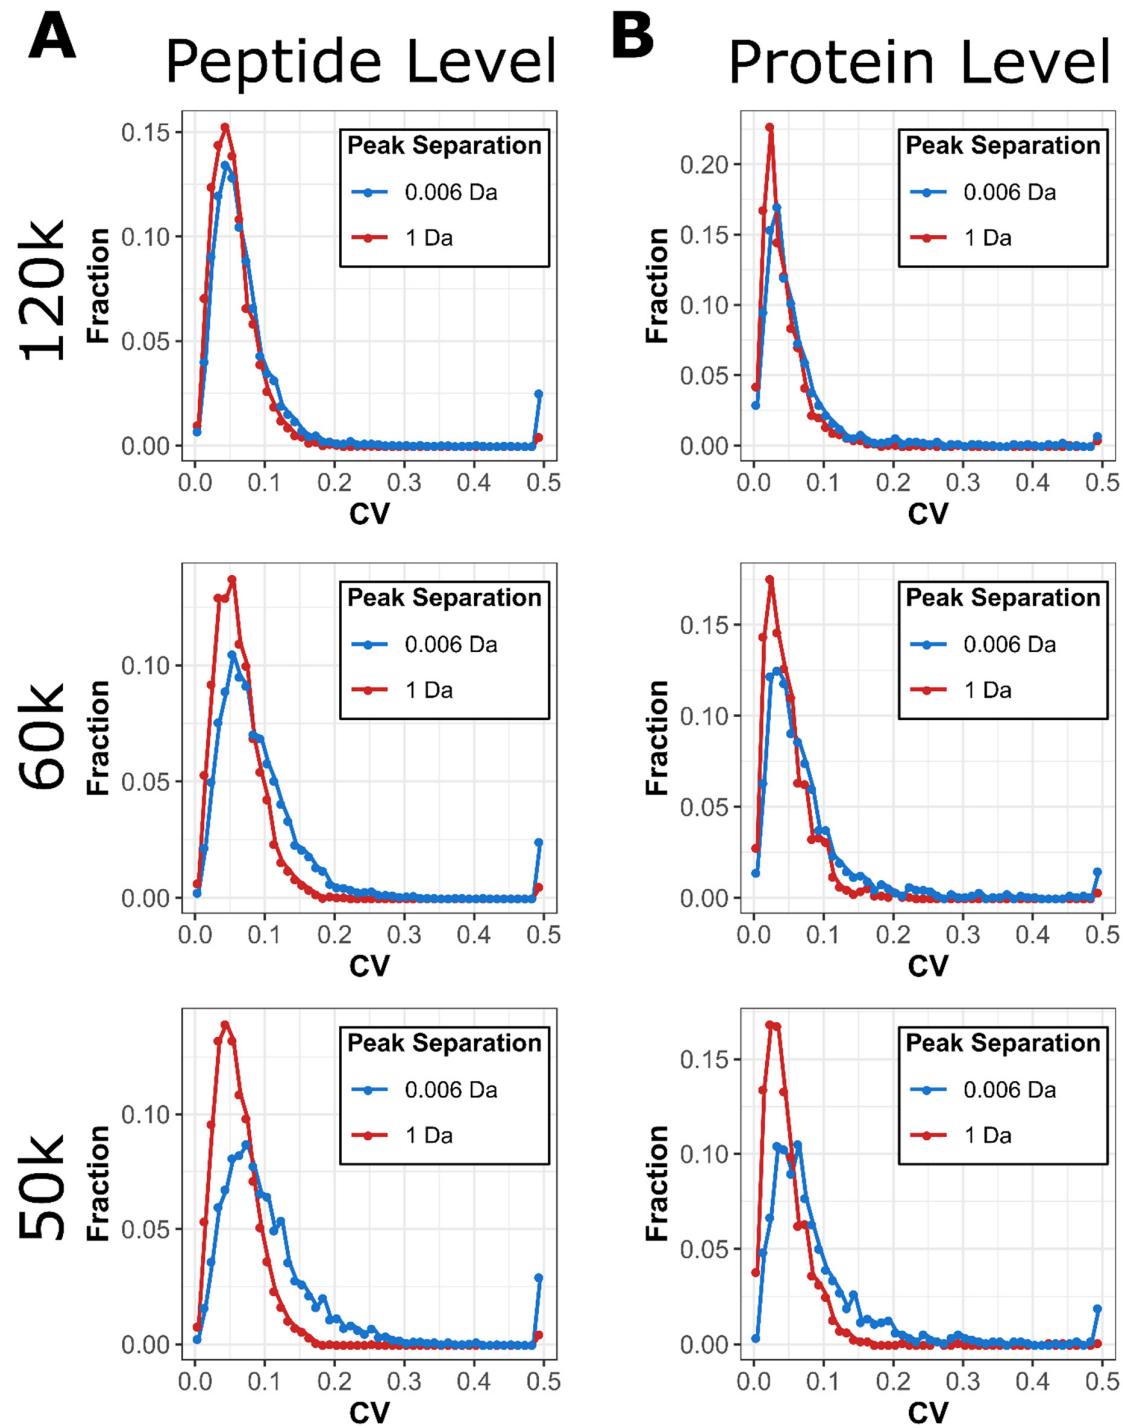 A
Peptide Level
B
Protein Level
120k
Fraction
0.15
0.10
0.05
0.00
Peak Separation
0.006 Da
1 Da
0.0 0.1 0.2 0.3 0.4 0.5
CV
Fraction
0.20
0.15
0.10
0.05
0.00
Peak Separation
0.006 Da
1 Da
0.0 0.1 0.2 0.3 0.4 0.5
CV
60k
Fraction
0.10
0.05
0.00
Peak Separation
0.006 Da
1 Da
0.0 0.1 0.2 0.3 0.4 0.5
CV
Fraction
0.15
0.10
0.05
0.00
Peak Separation
0.006 Da
1 Da
0.0 0.1 0.2 0.3 0.4 0.5
CV
50k
Fraction
0.10
0.05
0.00
Peak Separation
0.006 Da
1 Da
0.0 0.1 0.2 0.3 0.4 0.5
CV
Fraction
0.15
0.10
0.05
0.00
Peak Separation
0.006 Da
1 Da
0.0 0.1 0.2 0.3 0.4 0.5
CV